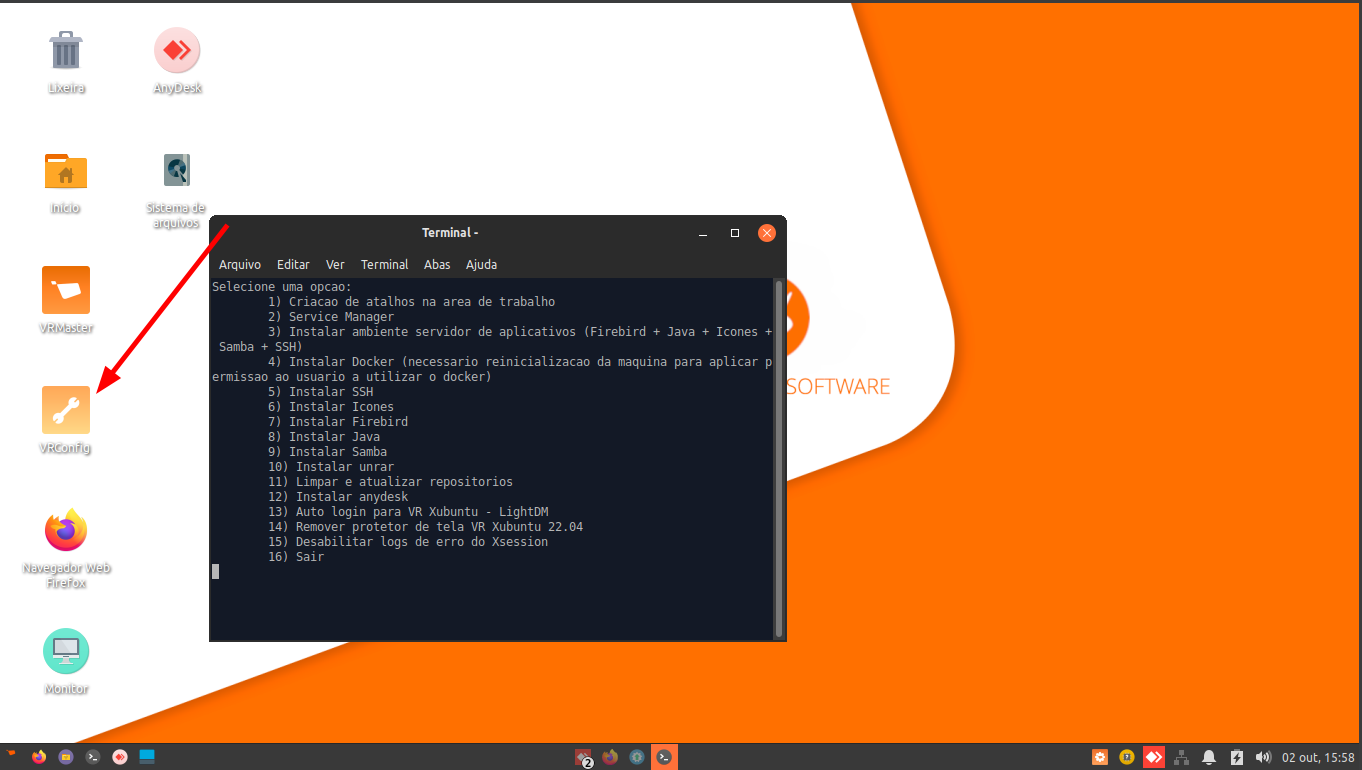 Lixeira
AnyDesk
Início
Sistema de
arquivos
VRMaster
VRConfig
Navegador Web
Firefox
Monitor
Terminal -
Arquivo Editar Ver Terminal Abas Ajuda
Selecione uma opcao:
1) Criacao de atalhos na area de trabalho
2) Service Manager
3) Instalar ambiente servidor de aplicativos (Firebird + Java + Icones +
Samba + SSH)
4) Instalar Docker (necessario reinicializacao da maquina para aplicar p
ermissao ao usuario a utilizar o docker)
5) Instalar SSH
6) Instalar Icones
7) Instalar Firebird
8) Instalar Java
9) Instalar Samba
10) Instalar unrar
11) Limpar e atualizar repositorios
12) Instalar anydesk
13) Auto login para VR Xubuntu - LightDM
14) Remover protetor de tela VR Xubuntu 22.04
15) Desabilitar logs de erro do Xsession
16) Sair
SOFTWARE
2
02 out, 15:58